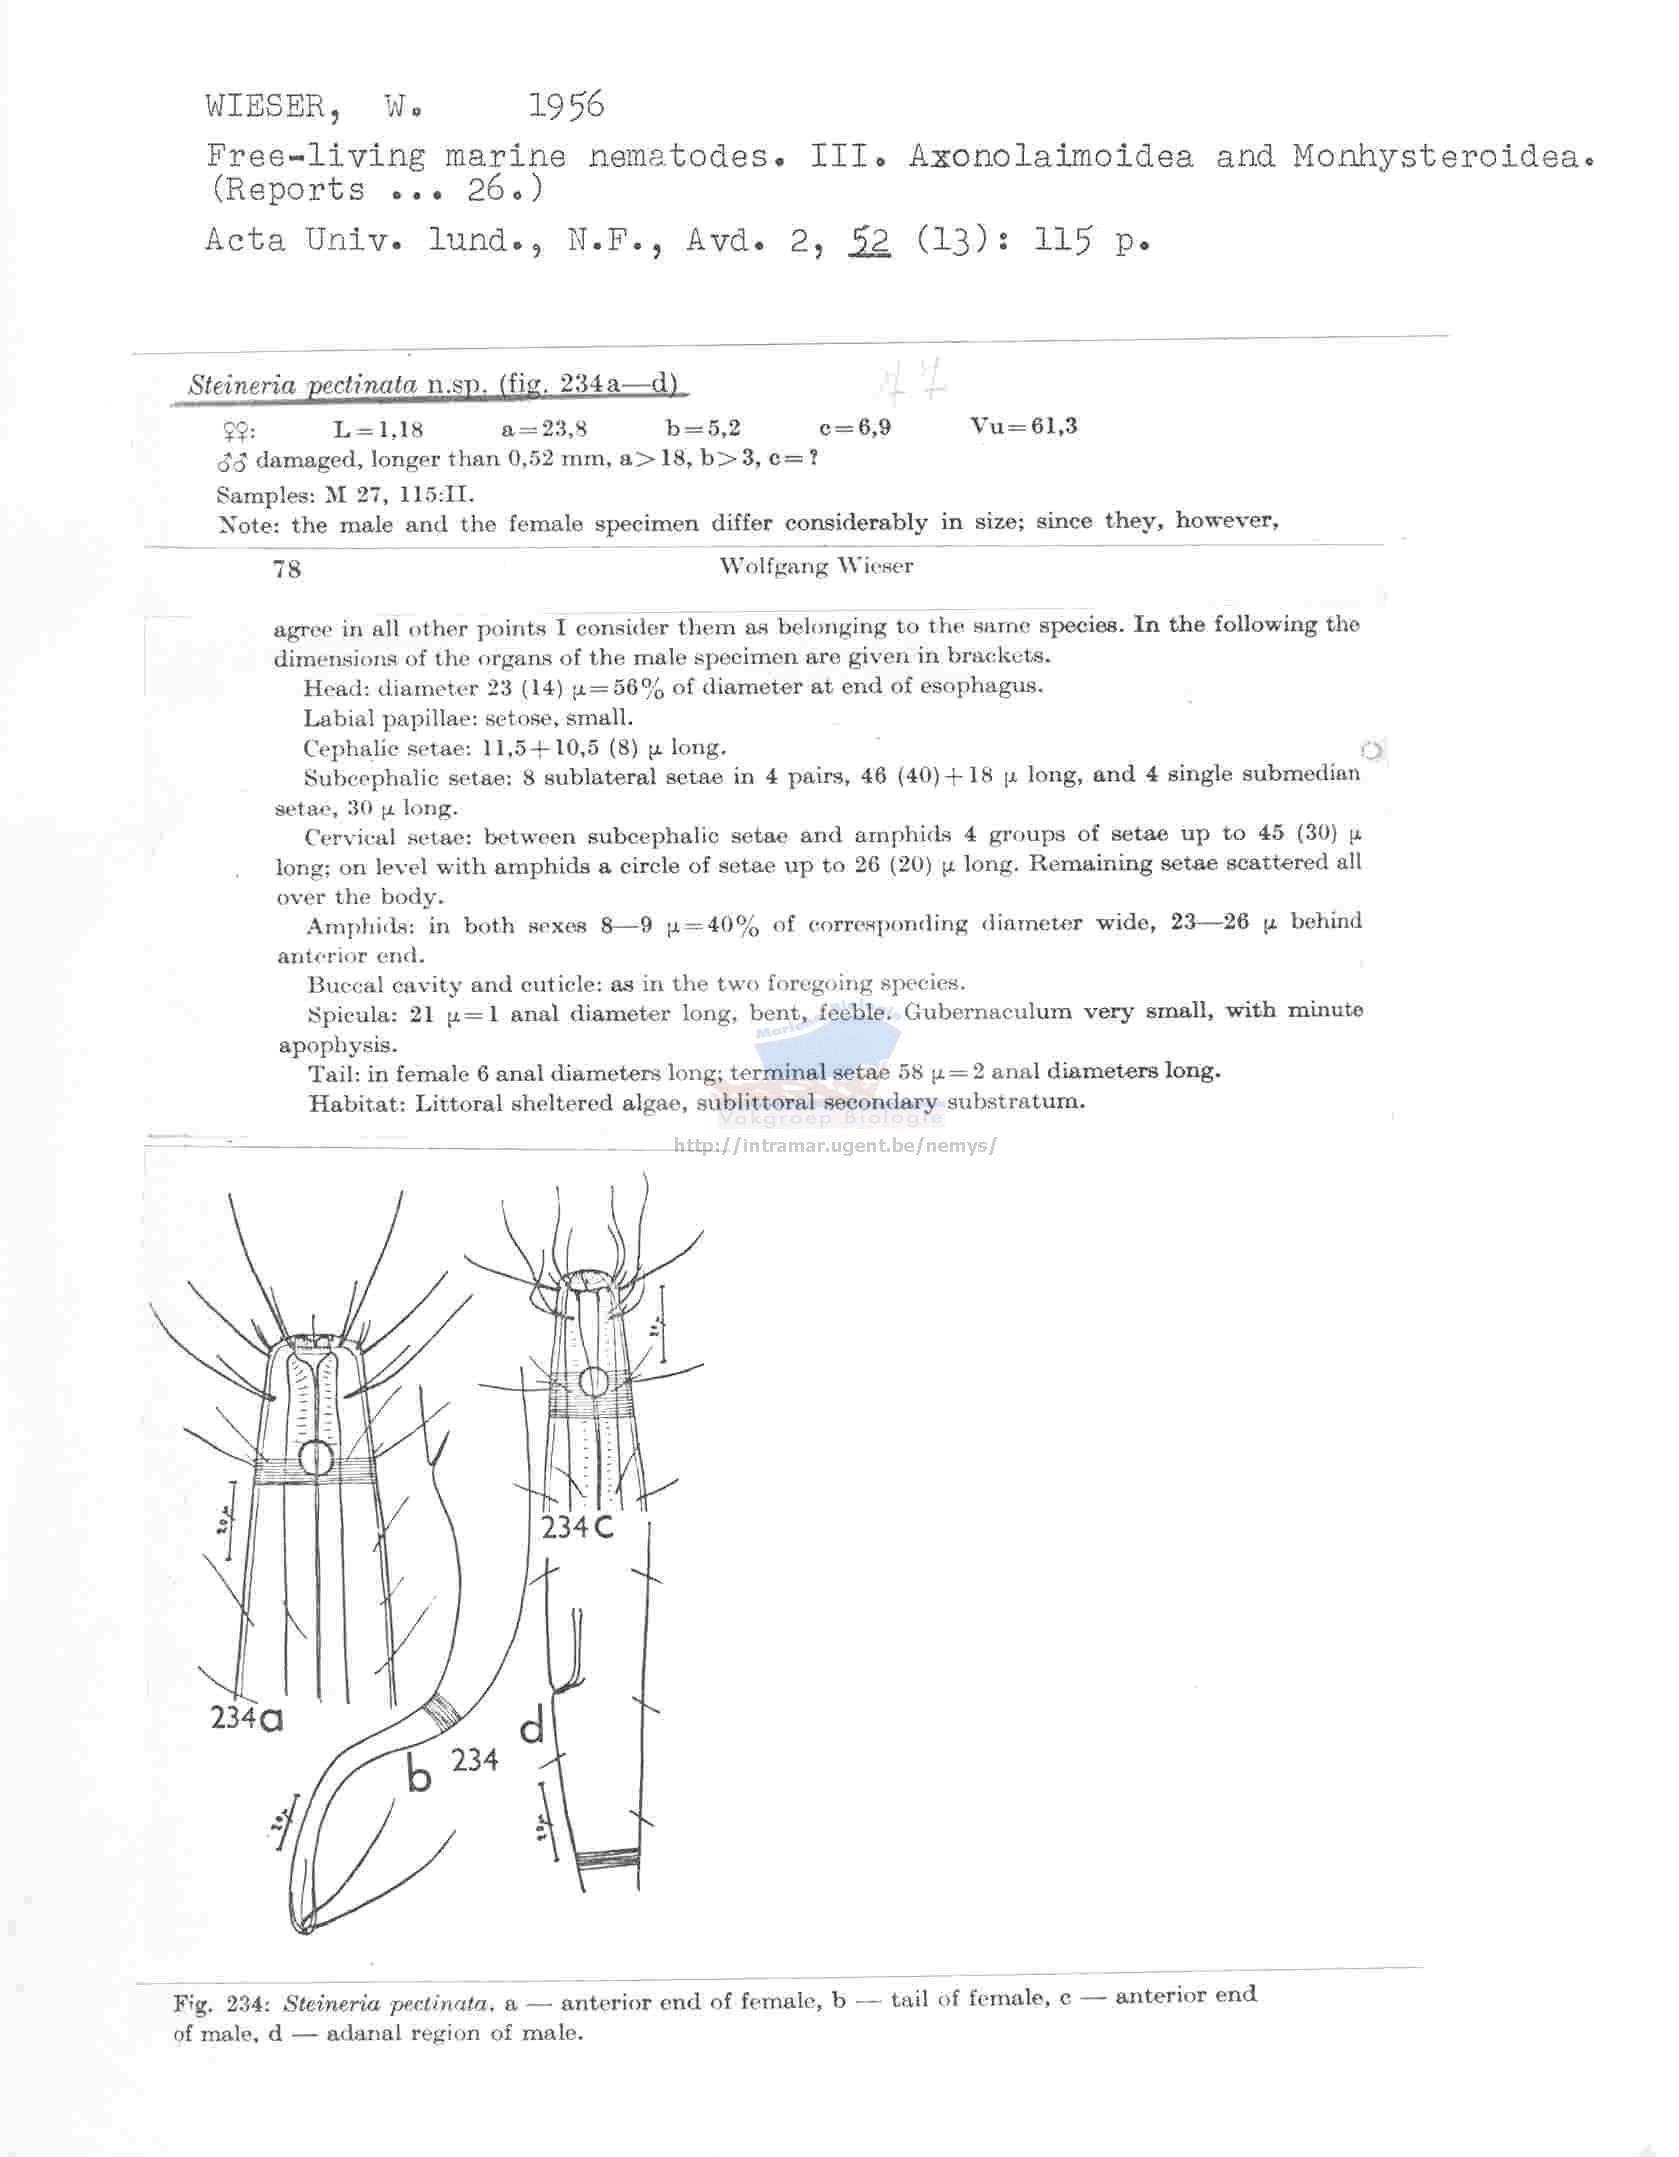 WIESER, W. 1956
Free-living marine nematodes. III. Axonolaimoidea and Monhysteroidea.
(Reports ... 26.)
Acta Univ. lund., N.F., Avd. 2, 52 (13): 115 p.
77
Steineria pectinata n.sp. (fig. 234a—d)
♀♀: L=1,18 a=23,8 b=5,2 c=6,9 Vu=61,3
♂♂ damaged, longer than 0,52 mm, a>18, b>3, c=?
Samples: M 27, 115:II.
Note: the male and the female specimen differ considerably in size; since they, however,
78 Wolfgang Wieser
agree in all other points I consider them as belonging to the same species. In the following the
dimensions of the organs of the male specimen are given in brackets.
Head: diameter 23 (14) μ=56% of diameter at end of esophagus.
Labial papillae: setose, small.
Cephalic setae: 11,5+10,5 (8) μ long.
Subcephalic setae: 8 sublateral setae in 4 pairs, 46 (40)+18 μ long, and 4 single submedian
setae, 30 μ long.
Cervical setae: between subcephalic setae and amphids 4 groups of setae up to 45 (30) μ
long; on level with amphids a circle of setae up to 26 (20) μ long. Remaining setae scattered all
over the body.
Amphids: in both sexes 8—9 μ=40% of corresponding diameter wide, 23—26 μ behind
anterior end.
Buccal cavity and cuticle: as in the two foregoing species.
Spicula: 21 μ=1 anal diameter long, bent, feeble. Gubernaculum very small, with minute
apophysis.
Tail: in female 6 anal diameters long; terminal setae 58 μ=2 anal diameters long.
Habitat: Littoral sheltered algae, sublittoral secondary substratum.
Mariene Biologie
Vakgroep Biologie
http://intramar.ugent.be/nemys/
20 μ
20 μ
234C
234a
d
b 234
20 μ
20 μ
Fig. 234: Steineria pectinata. a — anterior end of female, b — tail of female, c — anterior end
of male, d — adanal region of male.